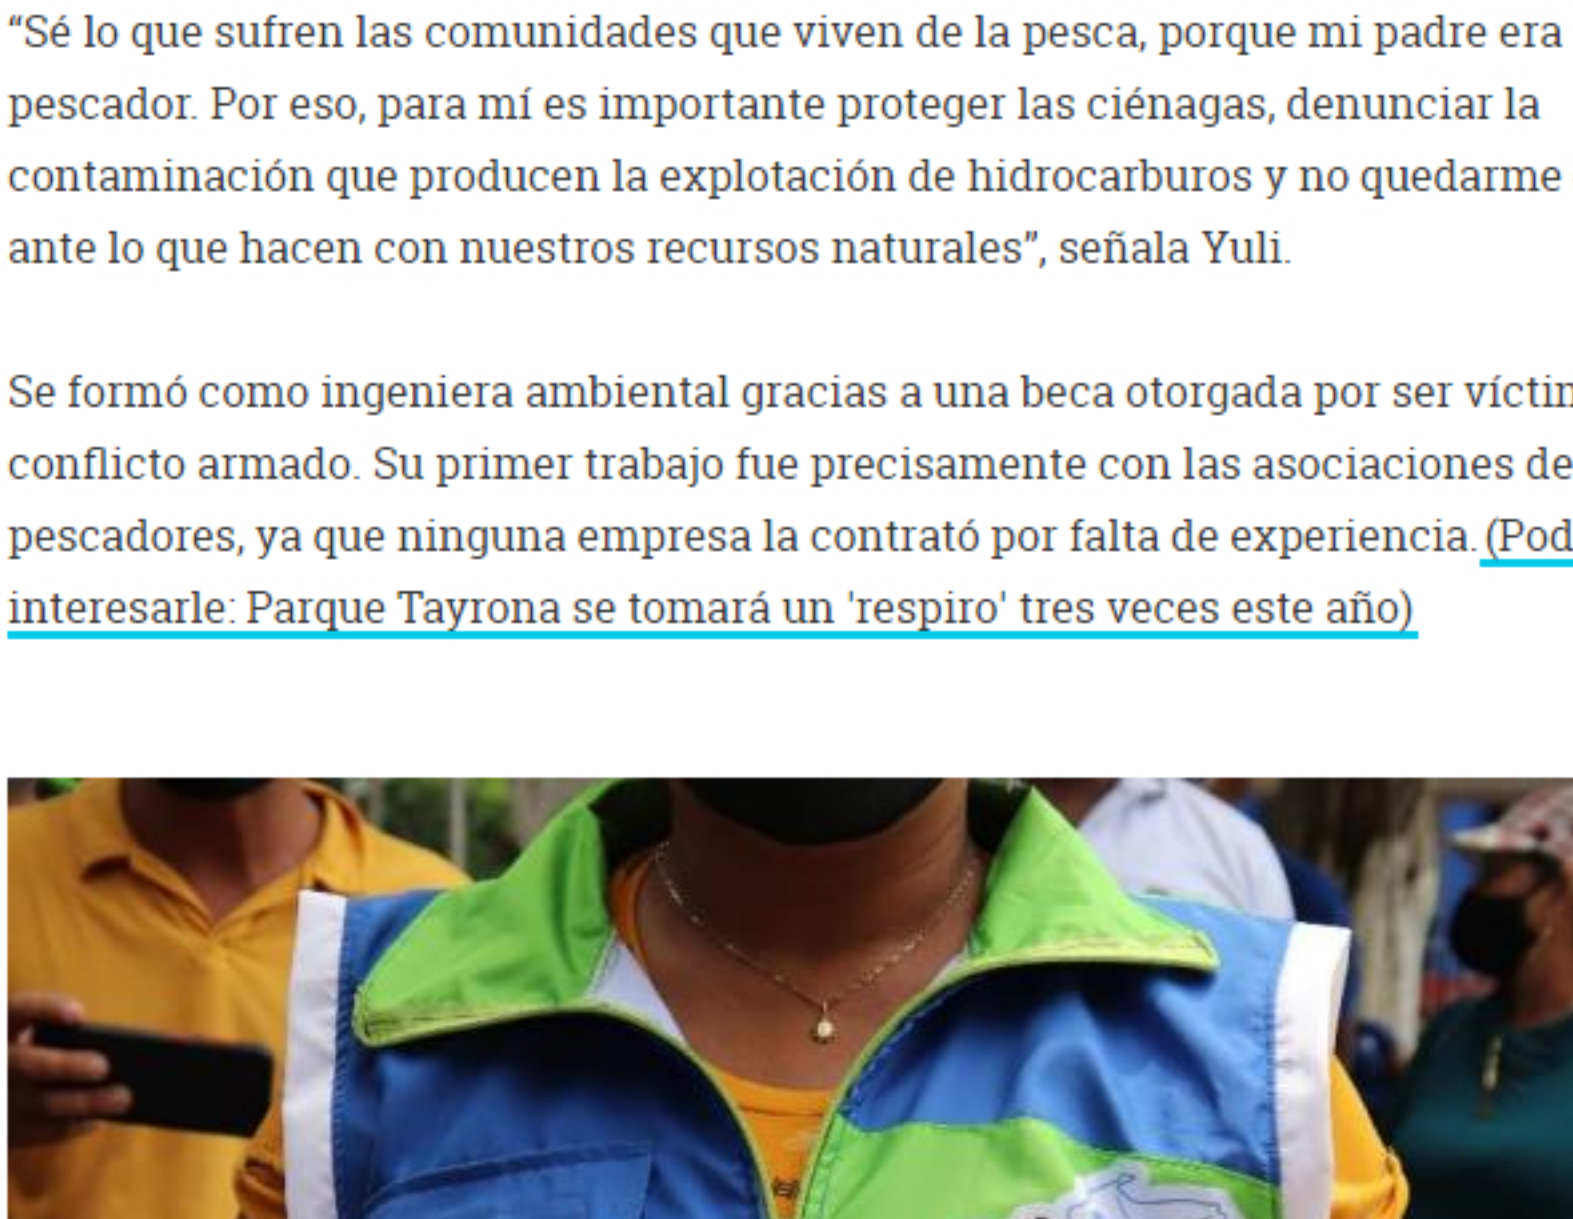 “Sé lo que sufren las comunidades que viven de la pesca, porque mi padre era
pescador. Por eso, para mí es importante proteger las ciénagas, denunciar la
contaminación que producen la explotación de hidrocarburos y no quedarme
ante lo que hacen con nuestros recursos naturales”, señala Yuli.
Se formó como ingeniera ambiental gracias a una beca otorgada por ser
conflicto armado. Su primer trabajo fue precisamente con las asociaciones de
pescadores, ya que ninguna empresa la contrató por falta de experiencia. (Pod
interesarle: Parque Tayrona se tomará un 'respiro' tres veces este año)